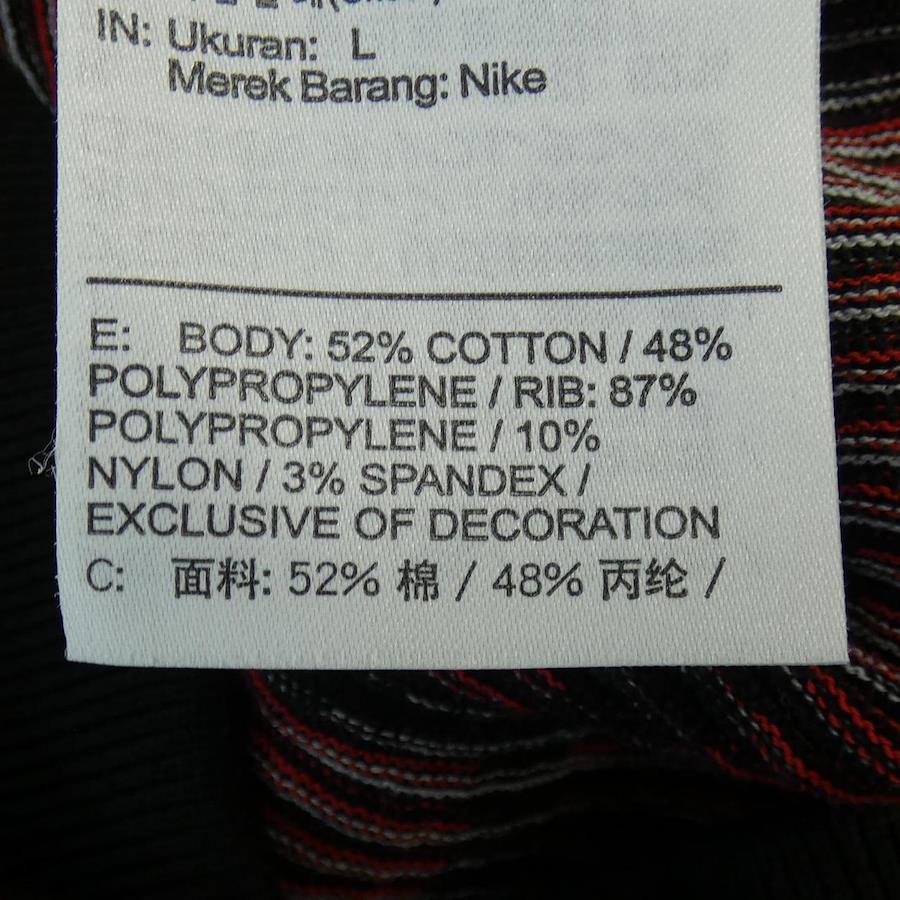 IN: Ukuran: L
Merek Barang: Nike
E: BODY: 52% COTTON / 48%
POLYPROPYLENE / RIB: 87%
POLYPROPYLENE / 10%
NYLON / 3% SPANDEX /
EXCLUSIVE OF DECORATION
C: 面料: 52% 棉 / 48% 丙纶 /